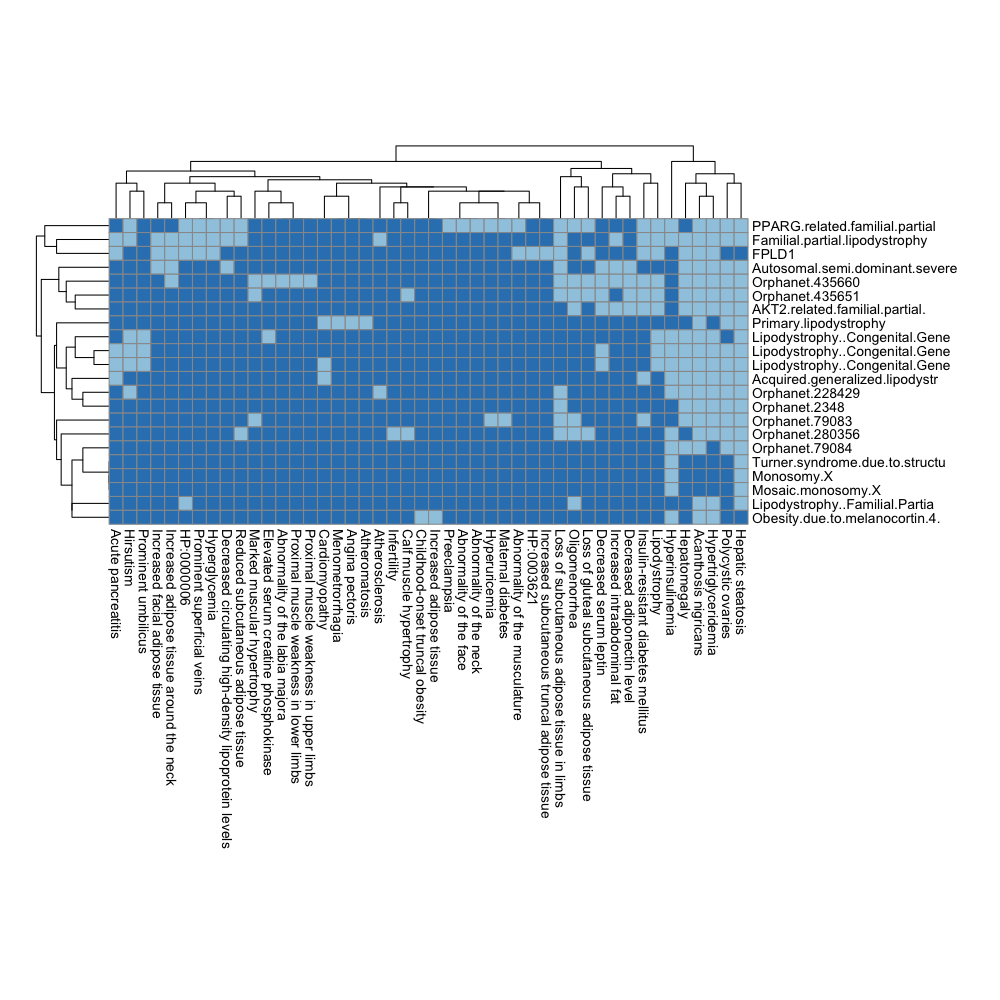 PPARG.related.familial.partial
Familial.partial.lipodystrophy
FPLD1
Autosomal.semi.dominant.severe
Orphanet.435660
Orphanet.435651
AKT2.related.familial.partial.
Primary.lipodystrophy
Lipodystrophy..Congenital.Gene
Lipodystrophy..Congenital.Gene
Lipodystrophy..Congenital.Gene
Acquired.generalized.lipodystr
Orphanet.228429
Orphanet.2348
Orphanet.79083
Orphanet.280356
Orphanet.79084
Turner.syndrome.due.to.structu
Monosomy.X
Mosaic.monosomy.X
Lipodystrophy..Familial.Partia
Obesity.due.to.melanocortin.4.
Acute pancreatitis
Hirsutism
Prominent umbilicus
Increased facial adipose tissue
Increased adipose tissue around the neck
HP:0000006
Prominent superficial veins
Hyperglycemia
Decreased circulating high-density lipoprotein levels
Reduced subcutaneous adipose tissue
Marked muscular hypertrophy
Elevated serum creatine phosphokinase
Abnormality of the labia majora
Proximal muscle weakness in lower limbs
Proximal muscle weakness in upper limbs
Cardiomyopathy
Menometrorrhagia
Angina pectoris
Atheromatosis
Atherosclerosis
Infertility
Calf muscle hypertrophy
Childhood-onset truncal obesity
Increased adipose tissue
Preeclampsia
Abnormality of the face
Abnormality of the neck
Hyperuricemia
Maternal diabetes
Abnormality of the musculature
HP:0003621
Increased subcutaneous truncal adipose tissue
Loss of subcutaneous adipose tissue in limbs
Oligomenorrhea
Loss of gluteal subcutaneous adipose tissue
Decreased serum leptin
Increased intraabdominal fat
Decreased adiponectin level
Insulin-resistant diabetes mellitus
Lipodystrophy
Hyperinsulinemia
Hepatomegaly
Acanthosis nigricans
Hypertriglyceridemia
Polycystic ovaries
Hepatic steatosis